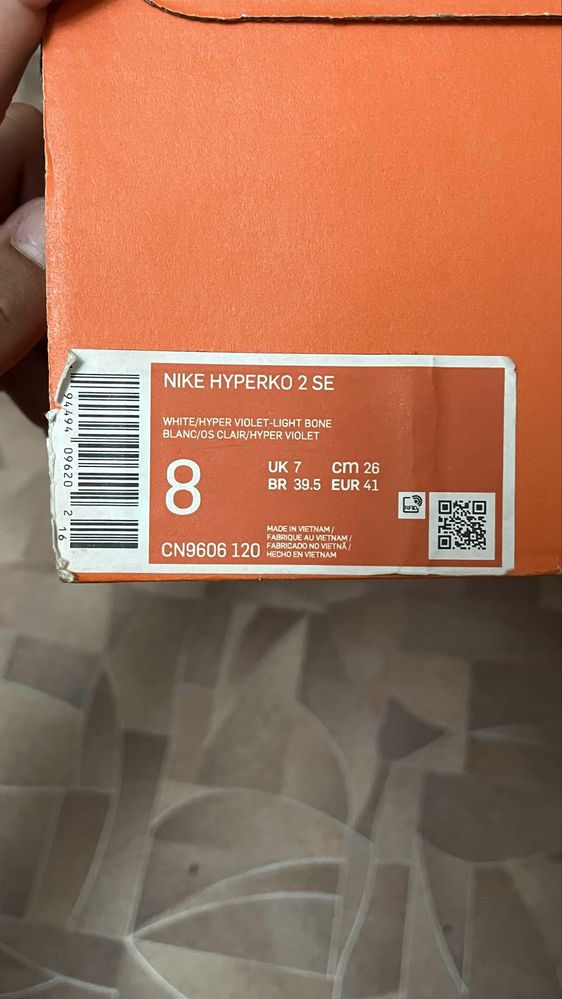 NIKE HYPERKO 2 SE
WHITE/HYPER VIOLET-LIGHT BONE
BLANC/OS CLAIR/HYPER VIOLET
8
UK 7 cm 26
BR 39.5 EUR 41
RFID
CN9606 120
MADE IN VIETNAM /
FABRIQUE AU VIETNAM /
FABRICADO NO VIETNÃ /
HECHO EN VIETNAM
94494 09620 2 16